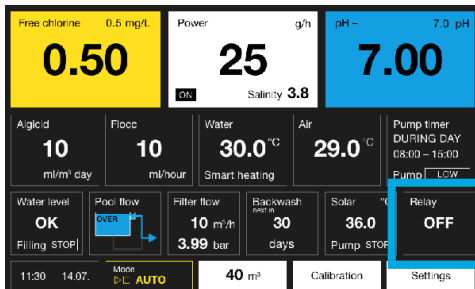 Free chlorine 0.5 mg/L
0.50
Power g/h
25
ON Salinity 3.8
pH – 7.0 pH
7.00
Algicid
10
ml/m³ day
Flocc
10
ml/hour
Water
30.0 °C
Smart heating
Air
29.0 °C
Pump timer
DURING DAY
08:00 – 15:00
Pump LOW
Water level
OK
Filling STOP
Pool flow
OVER
Filter flow
10 m³/h
3.99 bar
Backwash
next in
30
days
Solar °C
36.0
Pump STOP
Relay
OFF
11:30 14.07.
Mode
AUTO
40 m³
Calibration
Settings